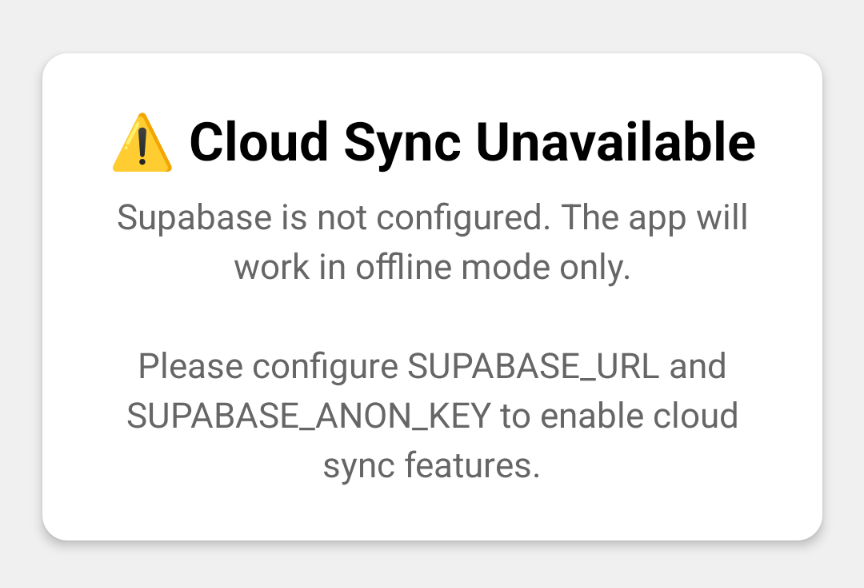 ⚠️ Cloud Sync Unavailable
Supabase is not configured. The app will
work in offline mode only.
Please configure SUPABASE_URL and
SUPABASE_ANON_KEY to enable cloud
sync features.